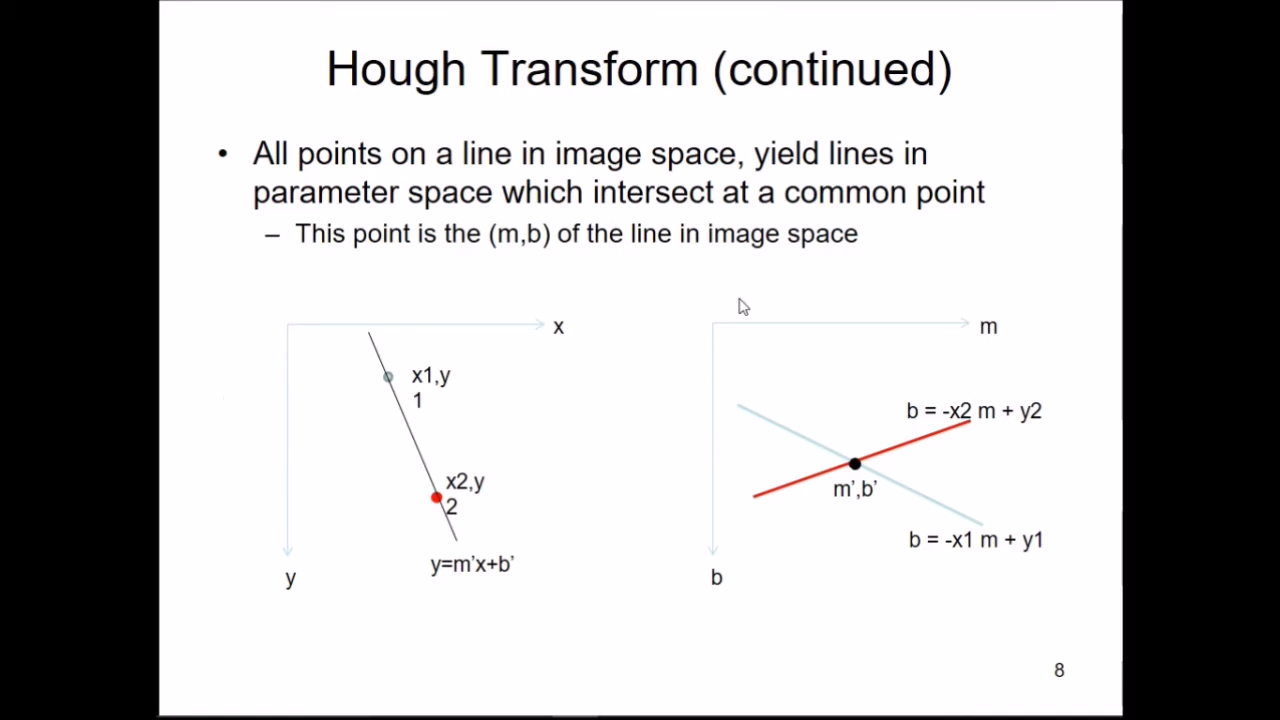 Hough Transform (continued)
• All points on a line in image space, yield lines in
parameter space which intersect at a common point
– This point is the (m,b) of the line in image space
x
x1,y
1
x2,y
2
y=m’x+b’
y
m
b = -x2 m + y2
m’,b’
b = -x1 m + y1
b
8